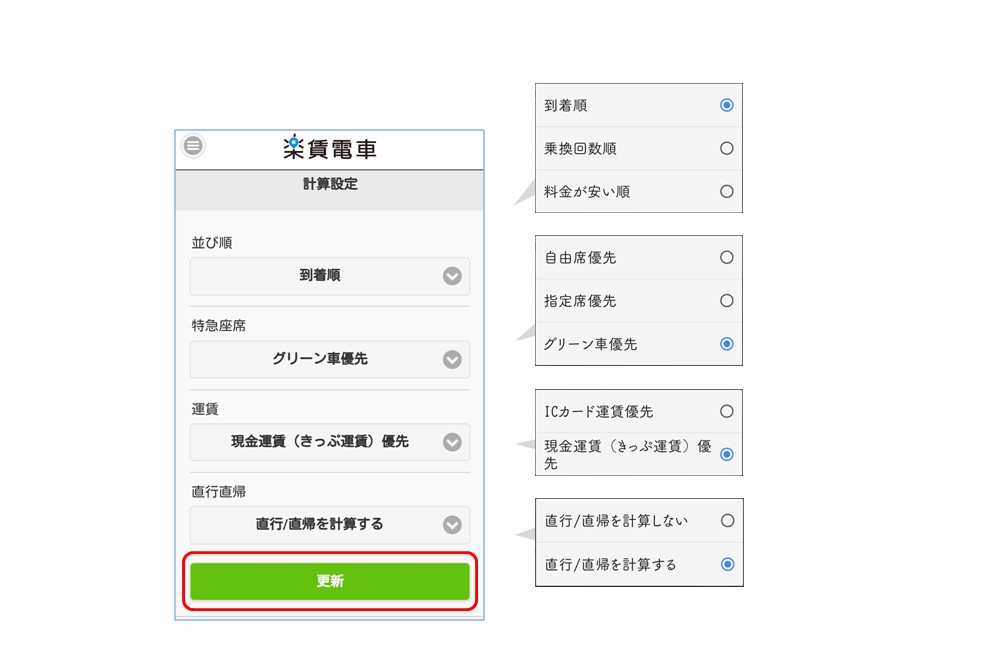 楽賃電車
計算設定
並び順
到着順
特急座席
グリーン車優先
運賃
現金運賃（きっぷ運賃）優先
直行直帰
直行/直帰を計算する
更新
到着順
乗換回数順
料金が安い順
自由席優先
指定席優先
グリーン車優先
ICカード運賃優先
現金運賃（きっぷ運賃）優
先
直行/直帰を計算しない
直行/直帰を計算する